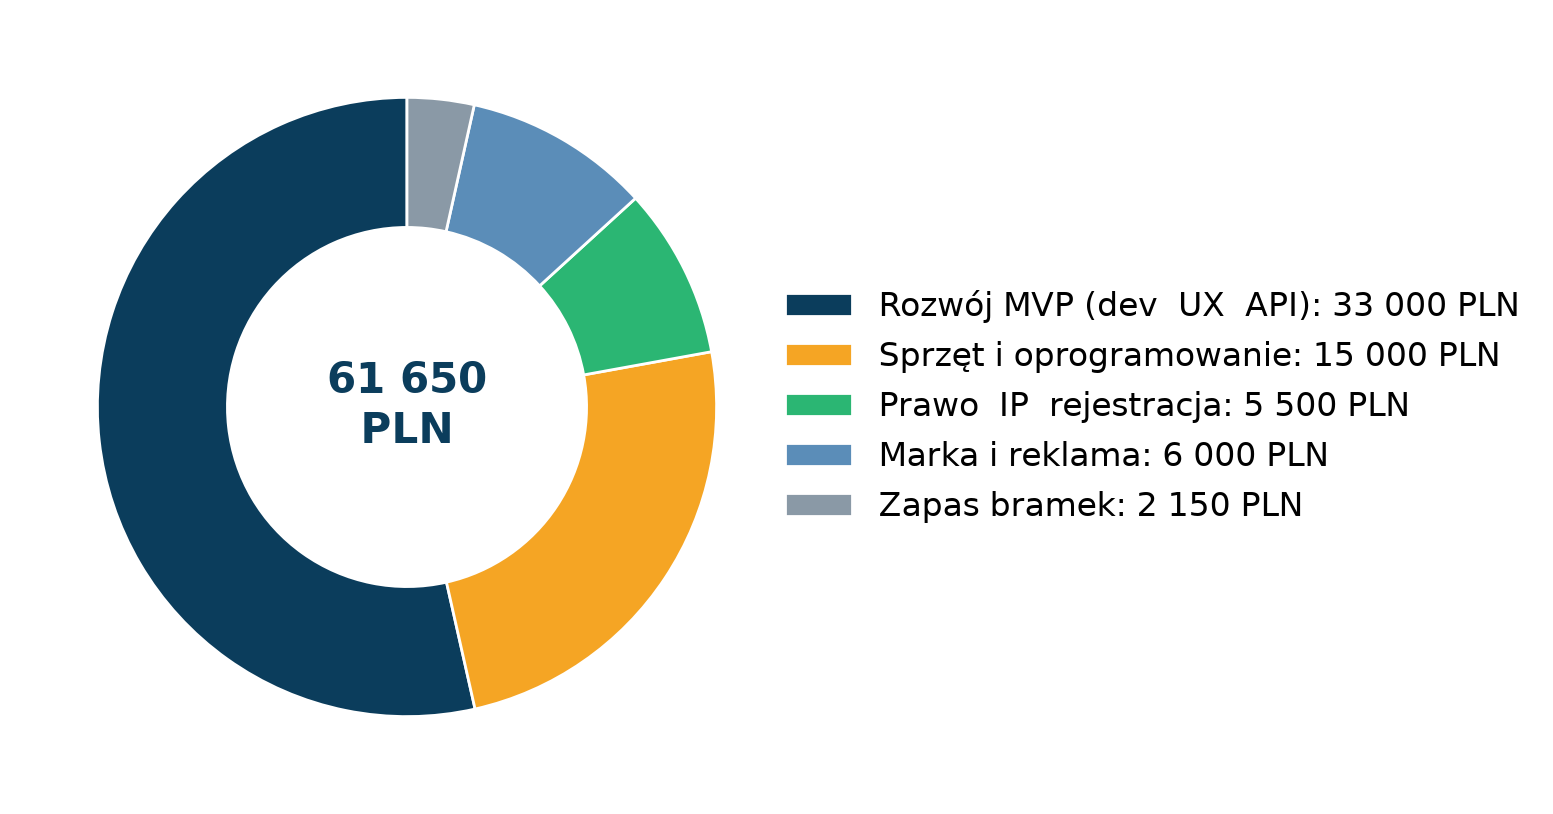 61 650
PLN
Rozwój MVP (dev  UX  API): 33 000 PLN
Sprzęt i oprogramowanie: 15 000 PLN
Prawo  IP  rejestracja: 5 500 PLN
Marka i reklama: 6 000 PLN
Zapas bramek: 2 150 PLN